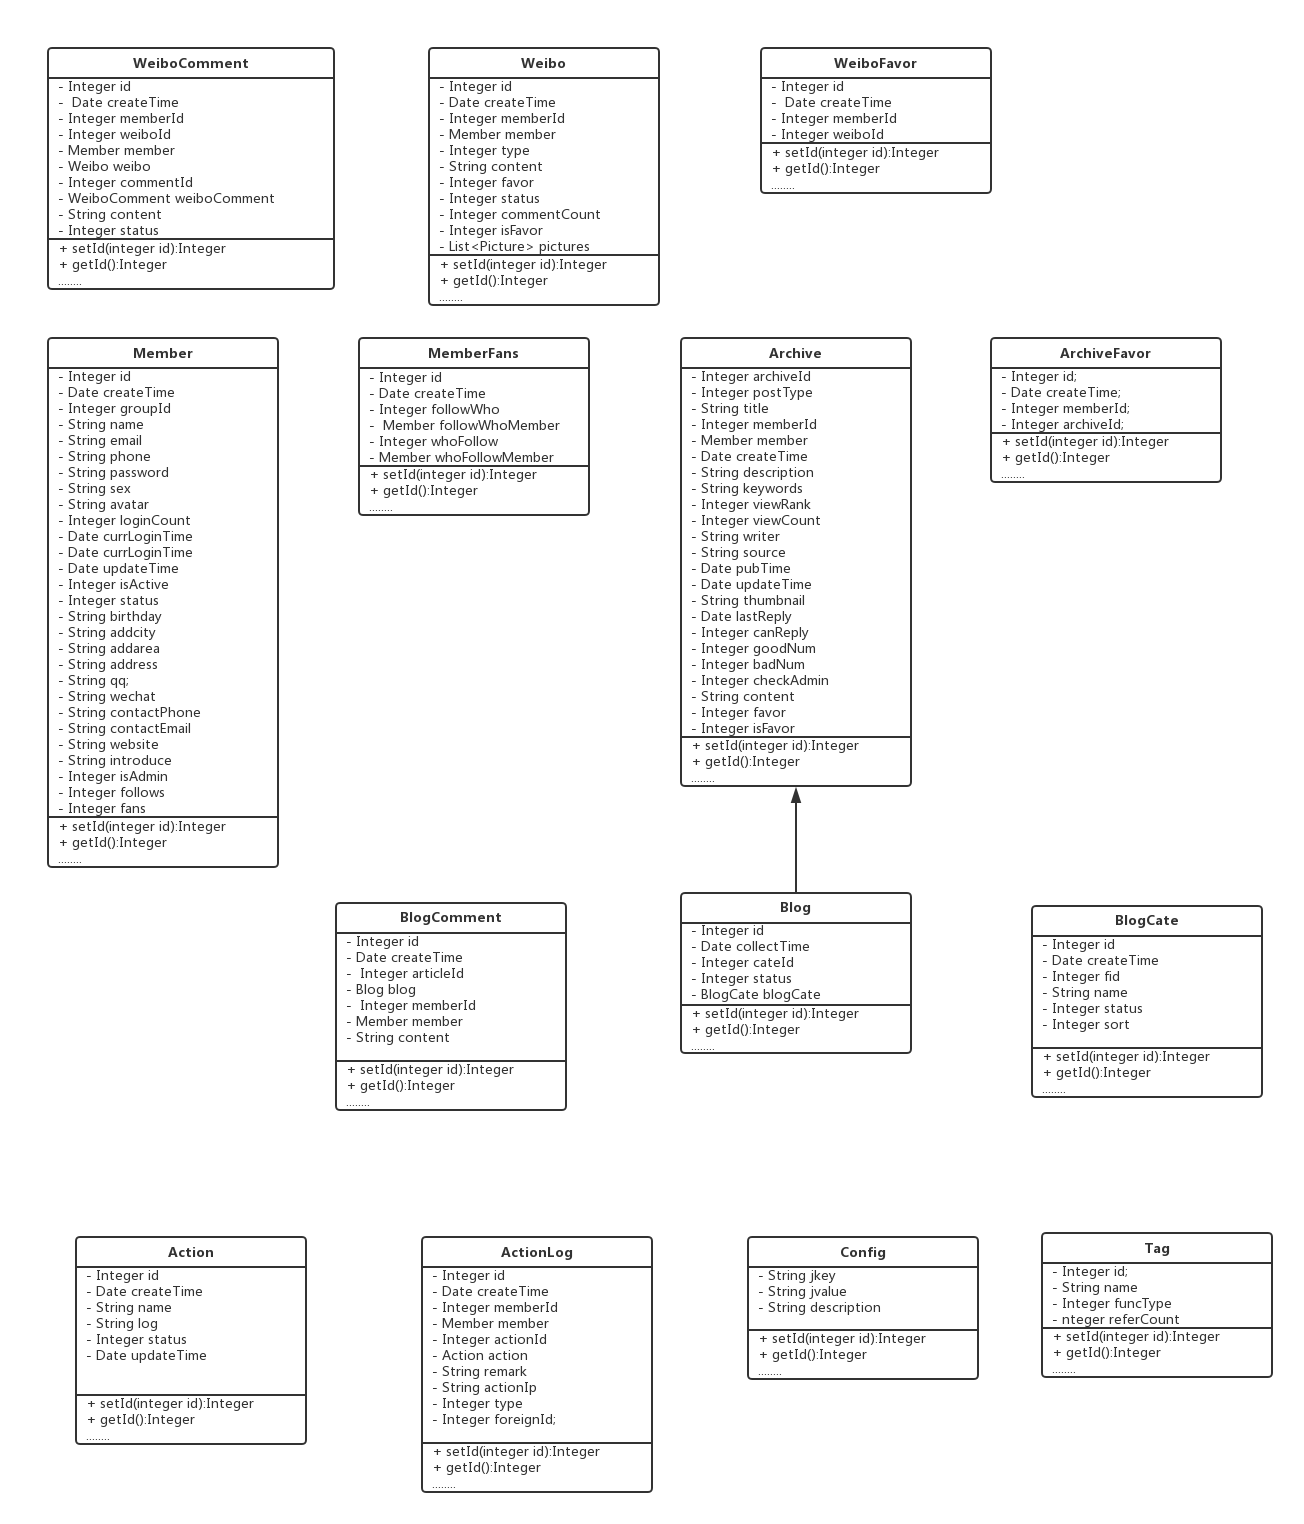 WeiboComment
- Integer id
-  Date createTime
- Integer memberId
- Integer weiboId
- Member member
- Weibo weibo
- Integer commentId
- WeiboComment weiboComment
- String content
- Integer status
+ setId(integer id):Integer
+ getId():Integer
........
Weibo
- Integer id
- Date createTime
- Integer memberId
- Member member
- Integer type
- String content
- Integer favor
- Integer status
- Integer commentCount
- Integer isFavor
- List<Picture> pictures
+ setId(integer id):Integer
+ getId():Integer
........
WeiboFavor
- Integer id
-  Date createTime
- Integer memberId
- Integer weiboId
+ setId(integer id):Integer
+ getId():Integer
........
Member
- Integer id
- Date createTime
- Integer groupId
- String name
- String email
- String phone
- String password
- String sex
- String avatar
- Integer loginCount
- Date currLoginTime
- Date currLoginTime
- Date updateTime
- Integer isActive
- Integer status
- String birthday
- String addcity
- String addarea
- String address
- String qq;
- String wechat
- String contactPhone
- String contactEmail
- String website
- String introduce
- Integer isAdmin
- Integer follows
- Integer fans
+ setId(integer id):Integer
+ getId():Integer
........
MemberFans
- Integer id
- Date createTime
- Integer followWho
-  Member followWhoMember
- Integer whoFollow
- Member whoFollowMember
+ setId(integer id):Integer
+ getId():Integer
........
Archive
- Integer archiveId
- Integer postType
- String title
- Integer memberId
- Member member
- Date createTime
- String description
- String keywords
- Integer viewRank
- Integer viewCount
- String writer
- String source
- Date pubTime
- Date updateTime
- String thumbnail
- Date lastReply
- Integer canReply
- Integer goodNum
- Integer badNum
- Integer checkAdmin
- String content
- Integer favor
- Integer isFavor
+ setId(integer id):Integer
+ getId():Integer
........
ArchiveFavor
- Integer id;
- Date createTime;
- Integer memberId;
- Integer archiveId;
+ setId(integer id):Integer
+ getId():Integer
........
BlogComment
- Integer id
- Date createTime
-  Integer articleId
- Blog blog
-  Integer memberId
- Member member
- String content
+ setId(integer id):Integer
+ getId():Integer
........
Blog
- Integer id
- Date collectTime
- Integer cateId
- Integer status
- BlogCate blogCate
+ setId(integer id):Integer
+ getId():Integer
........
BlogCate
- Integer id
- Date createTime
- Integer fid
- String name
- Integer status
- Integer sort
+ setId(integer id):Integer
+ getId():Integer
........
Action
- Integer id
- Date createTime
- String name
- String log
- Integer status
- Date updateTime
+ setId(integer id):Integer
+ getId():Integer
........
ActionLog
- Integer id
- Date createTime
- Integer memberId
- Member member
- Integer actionId
- Action action
- String remark
- String actionIp
- Integer type
- Integer foreignId;
+ setId(integer id):Integer
+ getId():Integer
........
Config
- String jkey
- String jvalue
- String description
+ setId(integer id):Integer
+ getId():Integer
........
Tag
- Integer id;
- String name
- Integer funcType
- nteger referCount
+ setId(integer id):Integer
+ getId():Integer
........